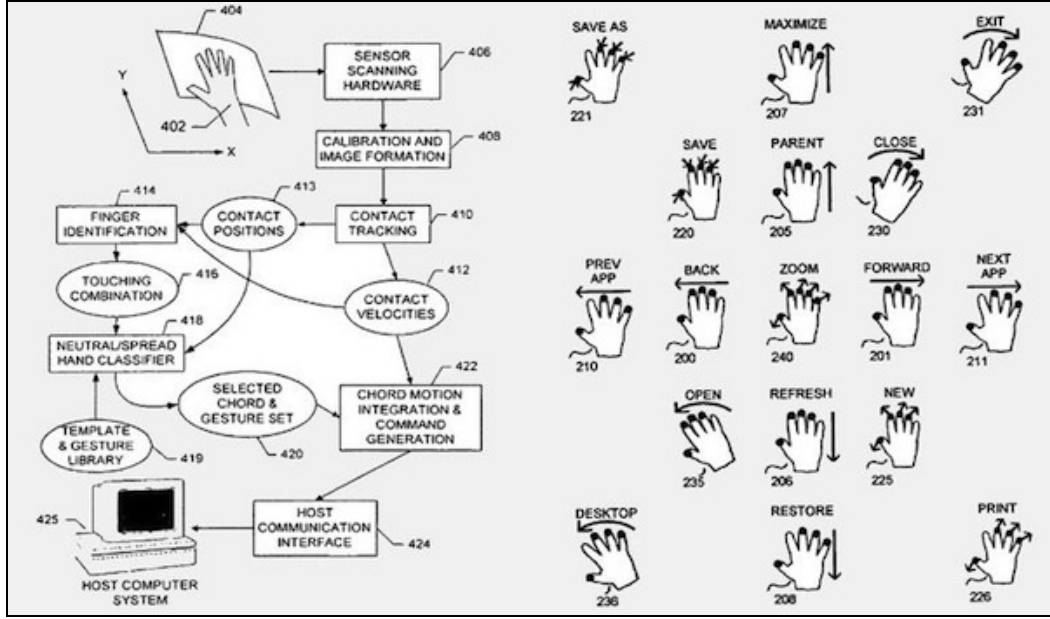 404
Y
X
402
SENSOR
SCANNING
HARDWARE
406
CALIBRATION AND
IMAGE FORMATION
408
414
413
FINGER
IDENTIFICATION
CONTACT
POSITIONS
CONTACT
TRACKING
410
TOUCHING
COMBINATION
416
412
CONTACT
VELOCITIES
418
NEUTRAL/SPREAD
HAND CLASSIFIER
422
SELECTED
CHORD &
GESTURE SET
CHORD MOTION
INTEGRATION &
COMMAND
GENERATION
TEMPLATE
& GESTURE
LIBRARY
419
420
425
HOST
COMMUNICATION
INTERFACE
424
HOST COMPUTER
SYSTEM
SAVE AS
221
MAXIMIZE
207
EXIT
231
SAVE
220
PARENT
205
CLOSE
230
PREV
APP
210
BACK
200
ZOOM
240
FORWARD
201
NEXT
APP
211
OPEN
235
REFRESH
206
NEW
225
DESKTOP
236
RESTORE
208
PRINT
226